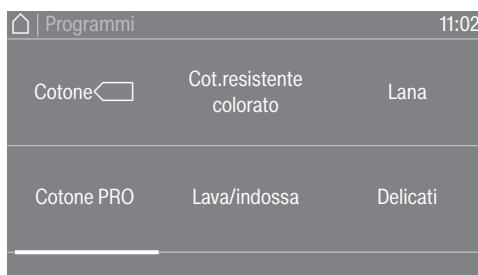 | Programmi
11:02
Cotone
Cot.resistente
colorato
Lana
Cotone PRO
Lava/indossa
Delicati